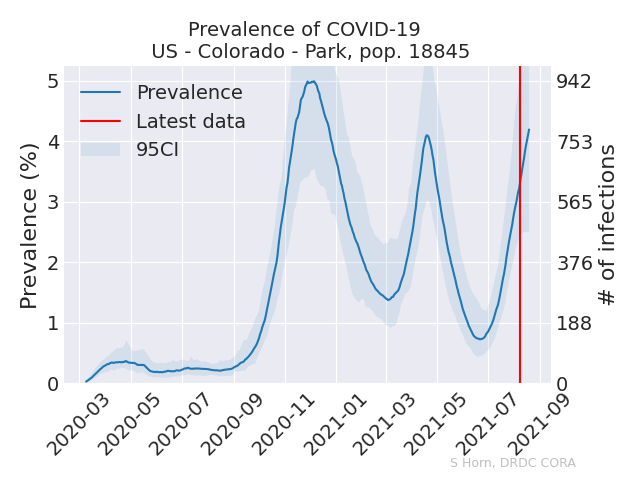 Prevalence of COVID-19
US - Colorado - Park, pop. 18845
Prevalence
Latest data
95CI
Prevalence (%)
5
4
3
2
1
0
# of infections
942
753
565
376
188
0
2020-03
2020-05
2020-07
2020-09
2020-11
2021-01
2021-03
2021-05
2021-07
2021-09
S Horn, DRDC CORA